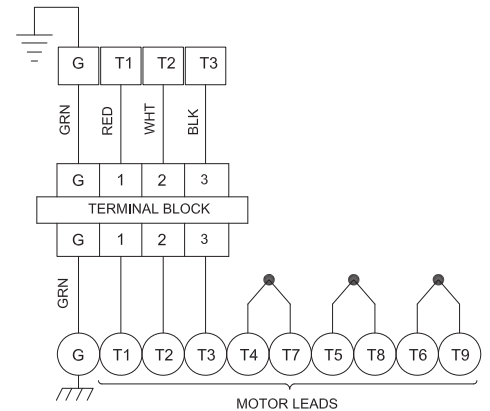 G T1 T2 T3
GRN RED WHT BLK
G 1 2 3
TERMINAL BLOCK
G 1 2 3
GRN
G T1 T2 T3 T4 T7 T5 T8 T6 T9
MOTOR LEADS